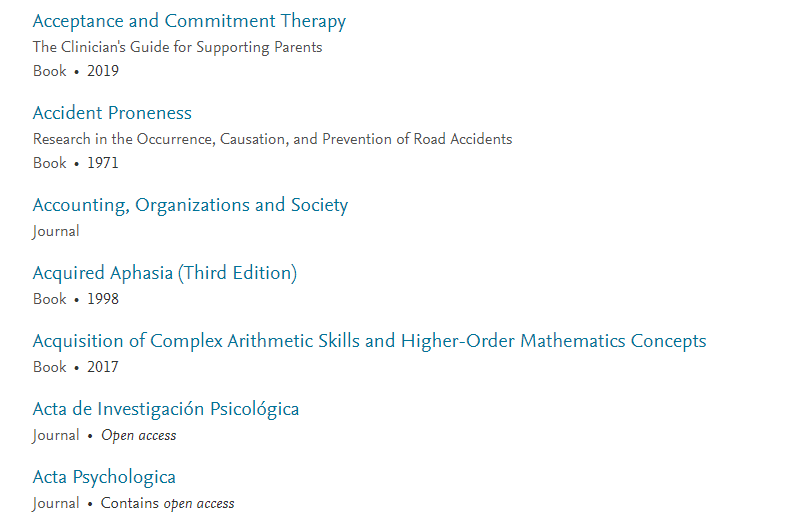 Acceptance and Commitment Therapy
The Clinician's Guide for Supporting Parents
Book • 2019
Accident Proneness
Research in the Occurrence, Causation, and Prevention of Road Accidents
Book • 1971
Accounting, Organizations and Society
Journal
Acquired Aphasia (Third Edition)
Book • 1998
Acquisition of Complex Arithmetic Skills and Higher-Order Mathematics Concepts
Book • 2017
Acta de Investigación Psicológica
Journal • Open access
Acta Psychologica
Journal • Contains open access